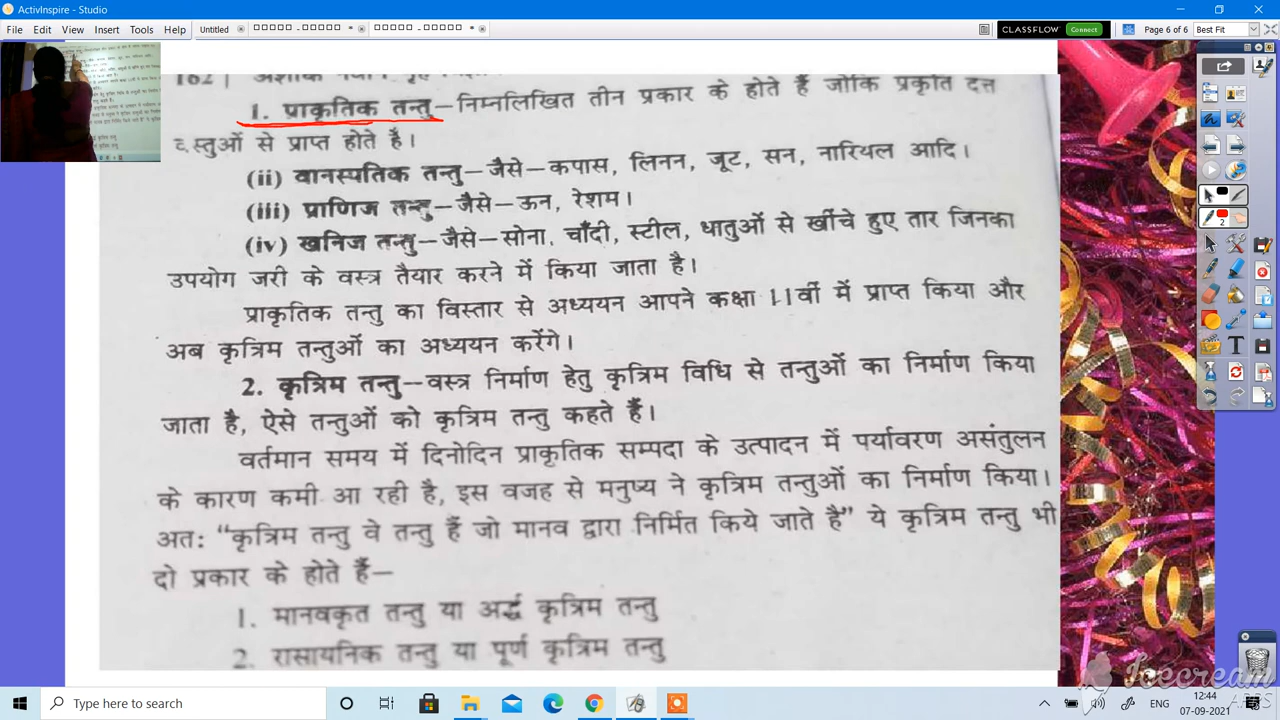 ActivInspire - Studio
File Edit View Insert Tools Help Untitled
CLASSFLOW Connect
Page 6 of 6 Best Fit
162 |
1. प्राकृतिक तन्तु–निम्नलिखित तीन प्रकार के होते हैं जोकि प्रकृति दत्त
वस्तुओं से प्राप्त होते है।
(ii) वानस्पतिक तन्तु–जैसे–कपास, लिनन, जूट, सन, नारियल आदि।
(iii) प्राणिज तन्तु–जैसे–ऊन, रेशम।
(iv) खनिज तन्तु–जैसे–सोना, चाँदी, स्टील, धातुओं से खींचे हुए तार जिनका
उपयोग जरी के वस्त्र तैयार करने में किया जाता है।
प्राकृतिक तन्तु का विस्तार से अध्ययन आपने कक्षा 11वीं में प्राप्त किया और
अब कृत्रिम तन्तुओं का अध्ययन करेंगे।
2. कृत्रिम तन्तु–वस्त्र निर्माण हेतु कृत्रिम विधि से तन्तुओं का निर्माण किया
जाता है, ऐसे तन्तुओं को कृत्रिम तन्तु कहते हैं।
वर्तमान समय में दिनोदिन प्राकृतिक सम्पदा के उत्पादन में पर्यावरण असंतुलन
के कारण कमी आ रही है, इस वजह से मनुष्य ने कृत्रिम तन्तुओं का निर्माण किया।
अतः “कृत्रिम तन्तु वे तन्तु हैं जो मानव द्वारा निर्मित किये जाते है” ये कृत्रिम तन्तु भी
दो प्रकार के होते हैं–
1. मानवकृत तन्तु या अर्द्ध कृत्रिम तन्तु
2. रासायनिक तन्तु या पूर्ण कृत्रिम तन्तु
2
Icecream
APPS
Type here to search
ENG
12:44
07-09-2021